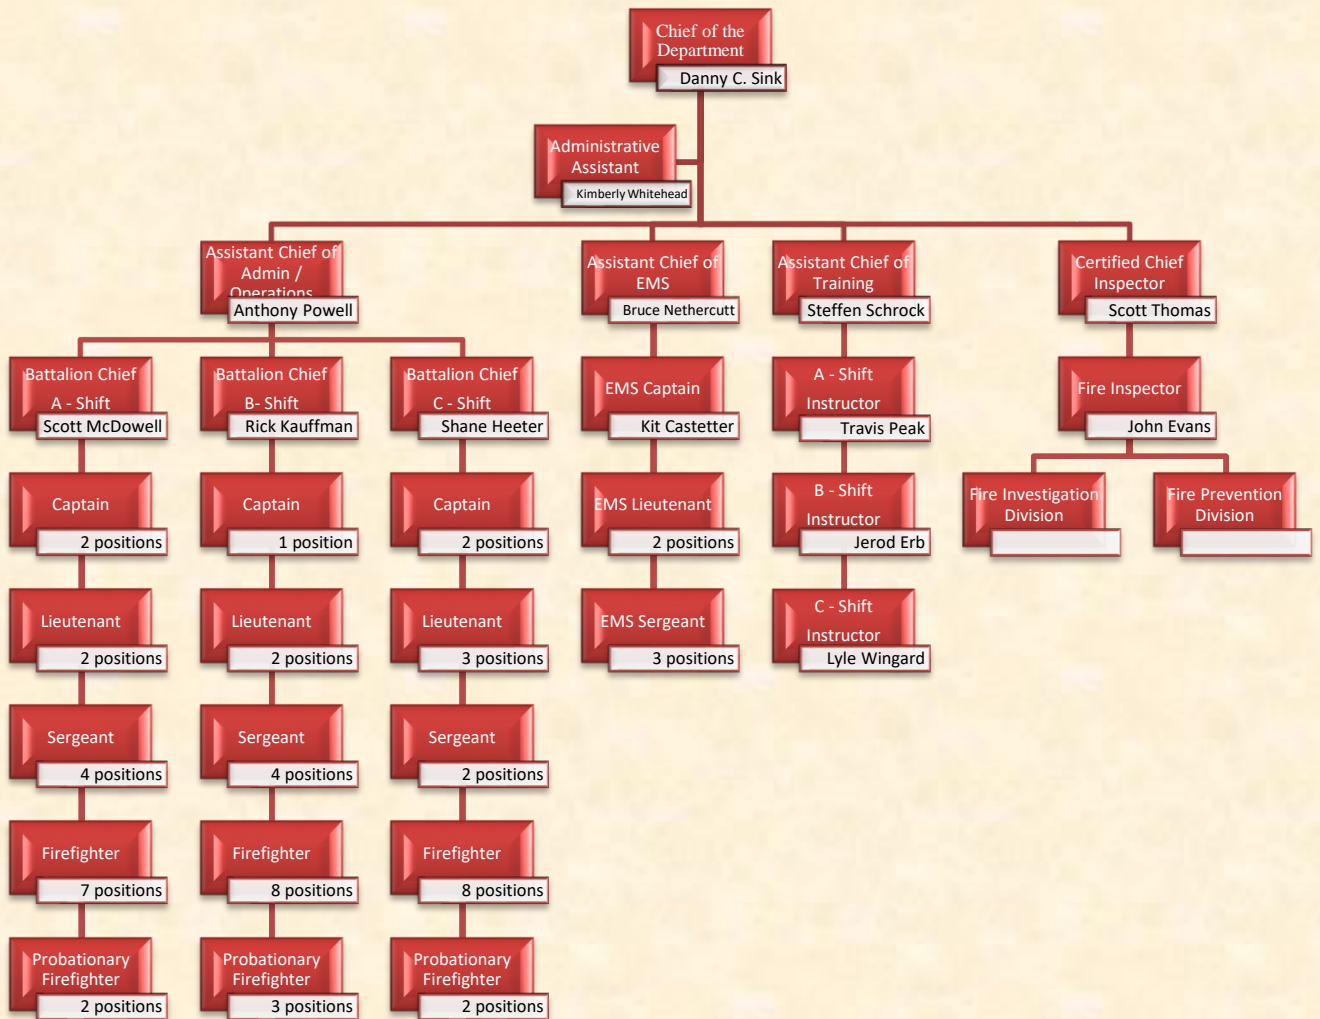 Chief of the
Department
Danny C. Sink
Administrative
Assistant
Kimberly Whitehead
Assistant Chief of
Admin /
Operations
Anthony Powell
Assistant Chief of
EMS
Bruce Nethercutt
Assistant Chief of
Training
Steffen Schrock
Certified Chief
Inspector
Scott Thomas
Battalion Chief
A - Shift
Scott McDowell
Battalion Chief
B- Shift
Rick Kauffman
Battalion Chief
C - Shift
Shane Heeter
EMS Captain
Kit Castetter
A - Shift
Instructor
Travis Peak
Fire Inspector
John Evans
Captain
2 positions
Captain
1 position
Captain
2 positions
EMS Lieutenant
2 positions
B - Shift
Instructor
Jerod Erb
Fire Investigation
Division
Fire Prevention
Division
Lieutenant
2 positions
Lieutenant
2 positions
Lieutenant
3 positions
EMS Sergeant
3 positions
C - Shift
Instructor
Lyle Wingard
Sergeant
4 positions
Sergeant
4 positions
Sergeant
2 positions
Firefighter
7 positions
Firefighter
8 positions
Firefighter
8 positions
Probationary
Firefighter
2 positions
Probationary
Firefighter
3 positions
Probationary
Firefighter
2 positions